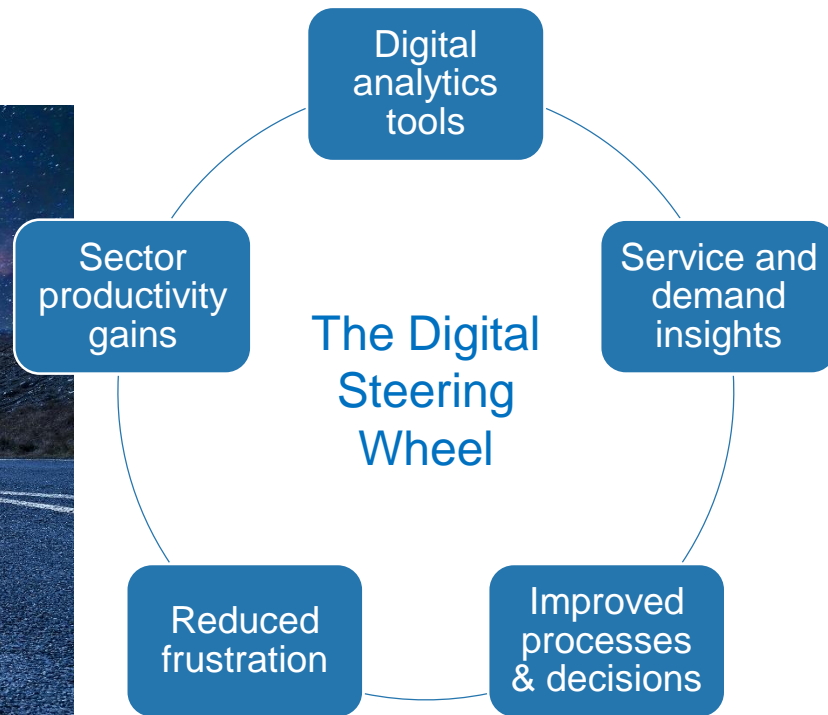 Digital
analytics
tools
Service and
demand
insights
Improved
processes
& decisions
Reduced
frustration
Sector
productivity
gains
The Digital
Steering
Wheel